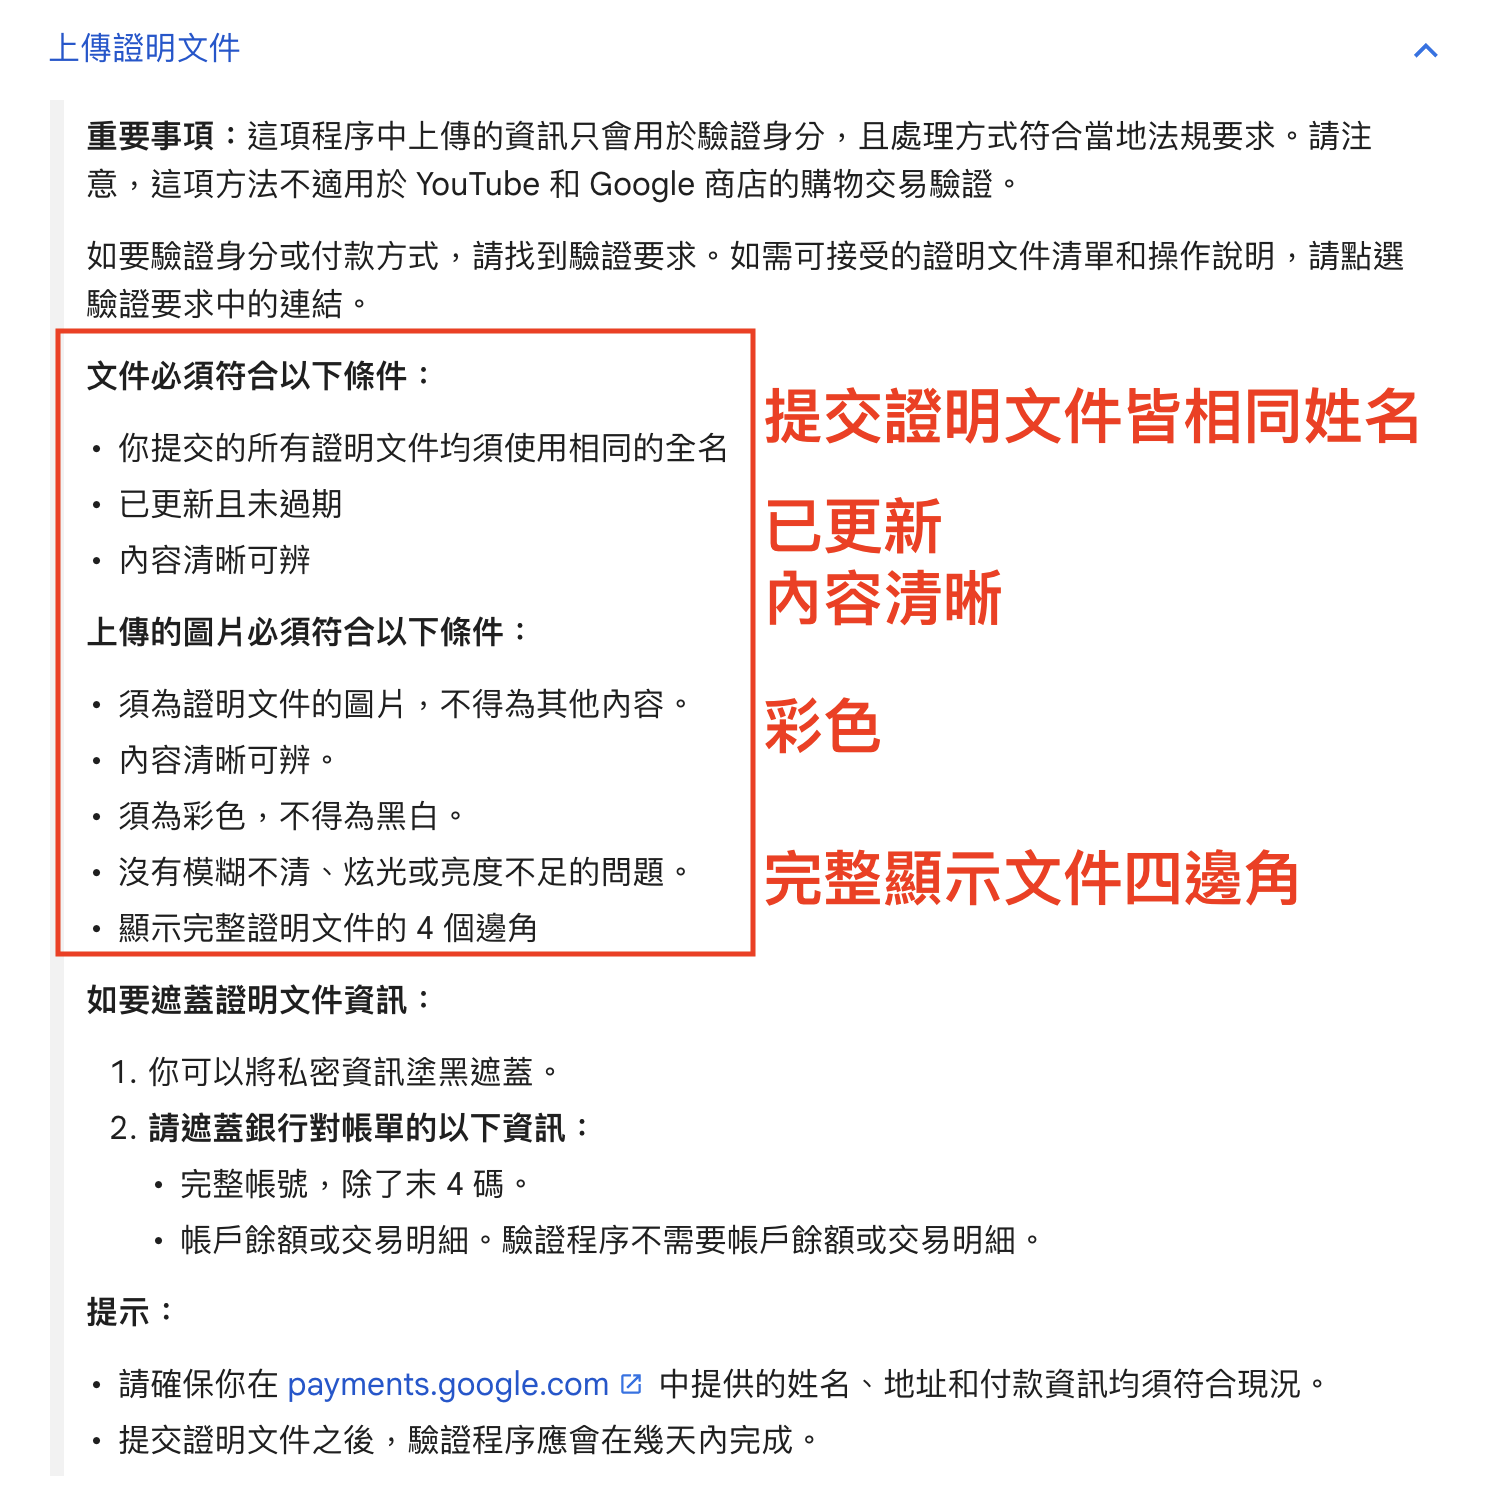 上傳證明文件
重要事項：這項程序中上傳的資訊只會用於驗證身分，且處理方式符合當地法規要求。請注
意，這項方法不適用於 YouTube 和 Google 商店的購物交易驗證。
如要驗證身分或付款方式，請找到驗證要求。如需可接受的證明文件清單和操作說明，請點選
驗證要求中的連結。
文件必須符合以下條件：
• 你提交的所有證明文件均須使用相同的全名
• 已更新且未過期
• 內容清晰可辨
提交證明文件皆相同姓名
已更新
內容清晰
上傳的圖片必須符合以下條件：
• 須為證明文件的圖片，不得為其他內容。
• 內容清晰可辨。
• 須為彩色，不得為黑白。
• 沒有模糊不清、炫光或亮度不足的問題。
• 顯示完整證明文件的 4 個邊角
彩色
完整顯示文件四邊角
如要遮蓋證明文件資訊：
1. 你可以將私密資訊塗黑遮蓋。
2. 請遮蓋銀行對帳單的以下資訊：
• 完整帳號，除了末 4 碼。
• 帳戶餘額或交易明細。驗證程序不需要帳戶餘額或交易明細。
提示：
• 請確保你在 payments.google.com 中提供的姓名、地址和付款資訊均須符合現況。
• 提交證明文件之後，驗證程序應會在幾天內完成。